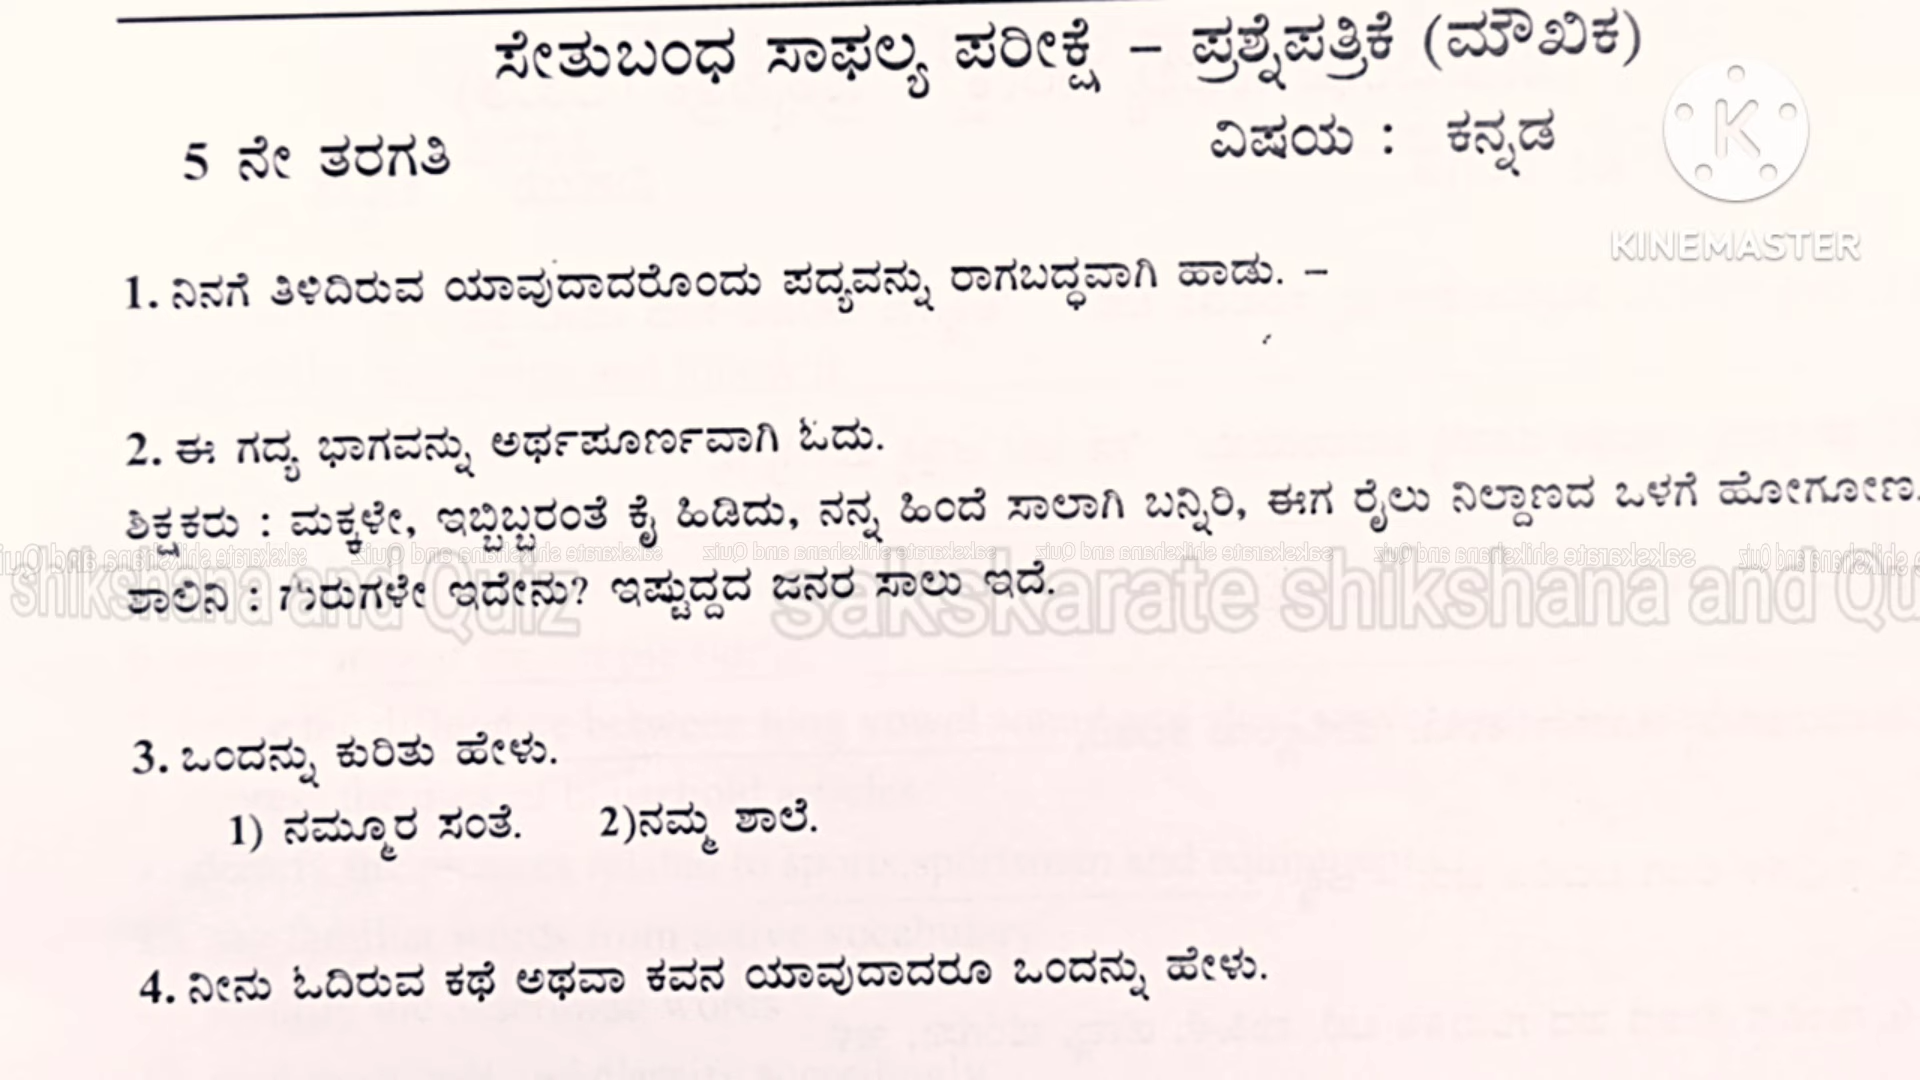 ಸೇತುಬಂಧ ಸಾಫಲ್ಯ ಪರೀಕ್ಷೆ – ಪ್ರಶ್ನೆಪತ್ರಿಕೆ (ಮೌಖಿಕ)
5 ನೇ ತರಗತಿ ವಿಷಯ : ಕನ್ನಡ
K
KINEMASTER
1. ನಿನಗೆ ತಿಳಿದಿರುವ ಯಾವುದಾದರೊಂದು ಪದ್ಯವನ್ನು ರಾಗಬದ್ಧವಾಗಿ ಹಾಡು. –
2. ಈ ಗದ್ಯ ಭಾಗವನ್ನು ಅರ್ಥಪೂರ್ಣವಾಗಿ ಓದು.
ಶಿಕ್ಷಕರು : ಮಕ್ಕಳೇ, ಇಬ್ಬಿಬ್ಬರಂತೆ ಕೈ ಹಿಡಿದು, ನನ್ನ ಹಿಂದೆ ಸಾಲಾಗಿ ಬನ್ನಿರಿ, ಈಗ ರೈಲು ನಿಲ್ದಾಣದ ಒಳಗೆ ಹೋಗೋಣ.
ಶಾಲಿನಿ : ಗುರುಗಳೇ ಇದೇನು? ಇಷ್ಟುದ್ದದ ಜನರ ಸಾಲು ಇದೆ.
shikshana and Quiz sakskarate shikshana and Qu
3. ಒಂದನ್ನು ಕುರಿತು ಹೇಳು.
1) ನಮ್ಮೂರ ಸಂತೆ. 2)ನಮ್ಮ ಶಾಲೆ.
4. ನೀನು ಓದಿರುವ ಕಥೆ ಅಥವಾ ಕವನ ಯಾವುದಾದರೂ ಒಂದನ್ನು ಹೇಳು.